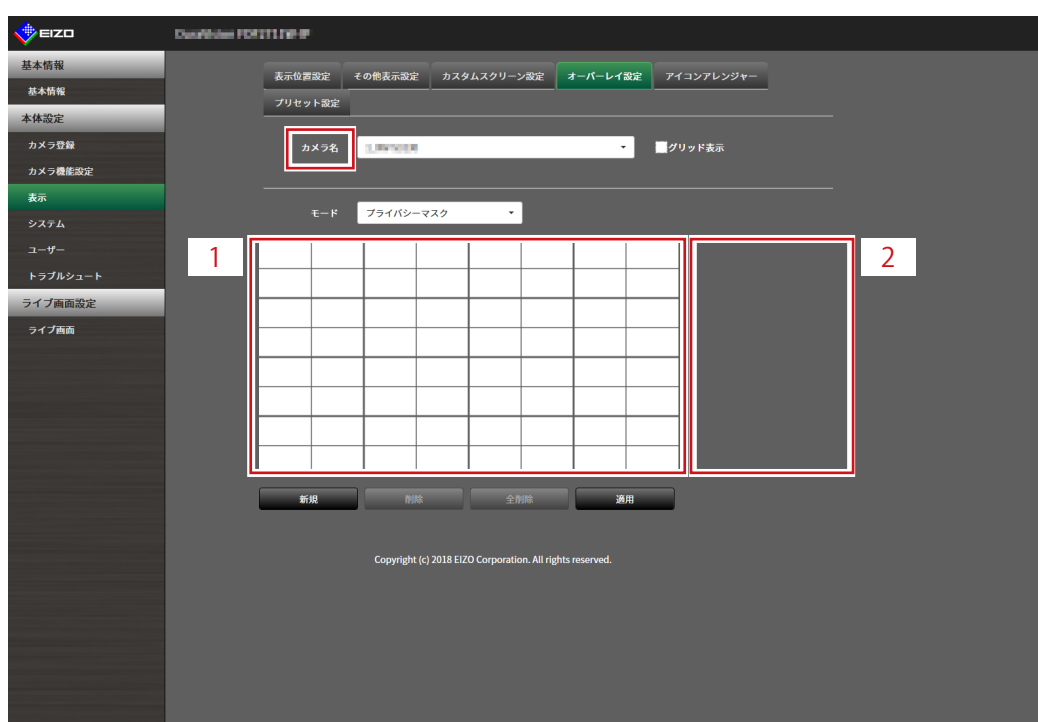 EIZO
基本情報
基本情報
本体設定
カメラ登録
カメラ機能設定
表示
システム
ユーザー
トラブルシュート
ライブ画面設定
ライブ画面
表示位置設定 その他表示設定 カスタムスクリーン設定 オーバーレイ設定 アイコンアレンジャー
プリセット設定
カメラ名 グリッド表示
モード プライバシーマスク
1 2
新規 削除 全削除 適用
Copyright (c) 2018 EIZO Corporation. All rights reserved.